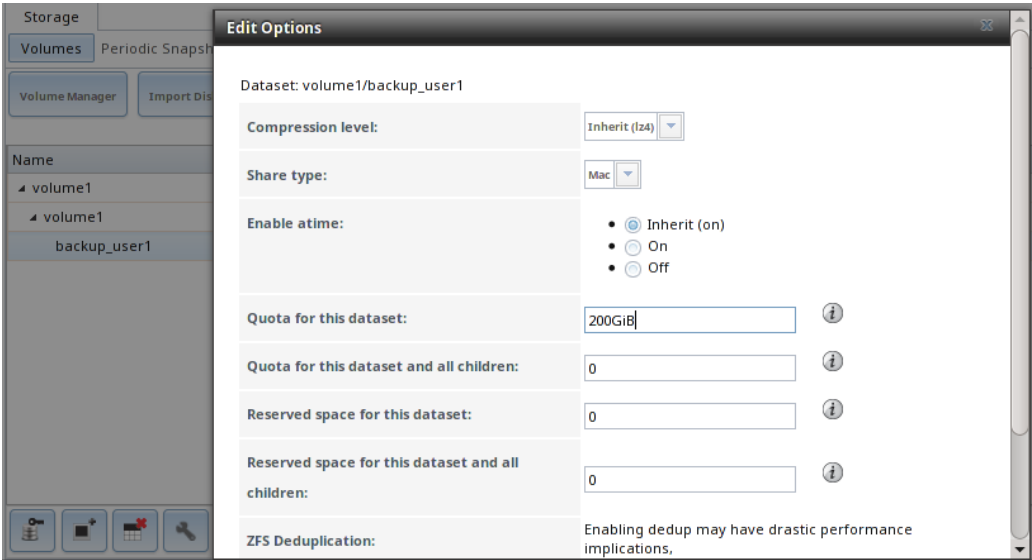 Storage
Volumes Periodic Snapsh
Volume Manager Import Dis
Name
volume1
volume1
backup_user1
Edit Options
Dataset: volume1/backup_user1
Compression level: Inherit (lz4)
Share type: Mac
Enable atime: Inherit (on)
On
Off
Quota for this dataset: 200GiB
Quota for this dataset and all children: 0
Reserved space for this dataset: 0
Reserved space for this dataset and all
children: 0
ZFS Deduplication: Enabling dedup may have drastic performance
implications,